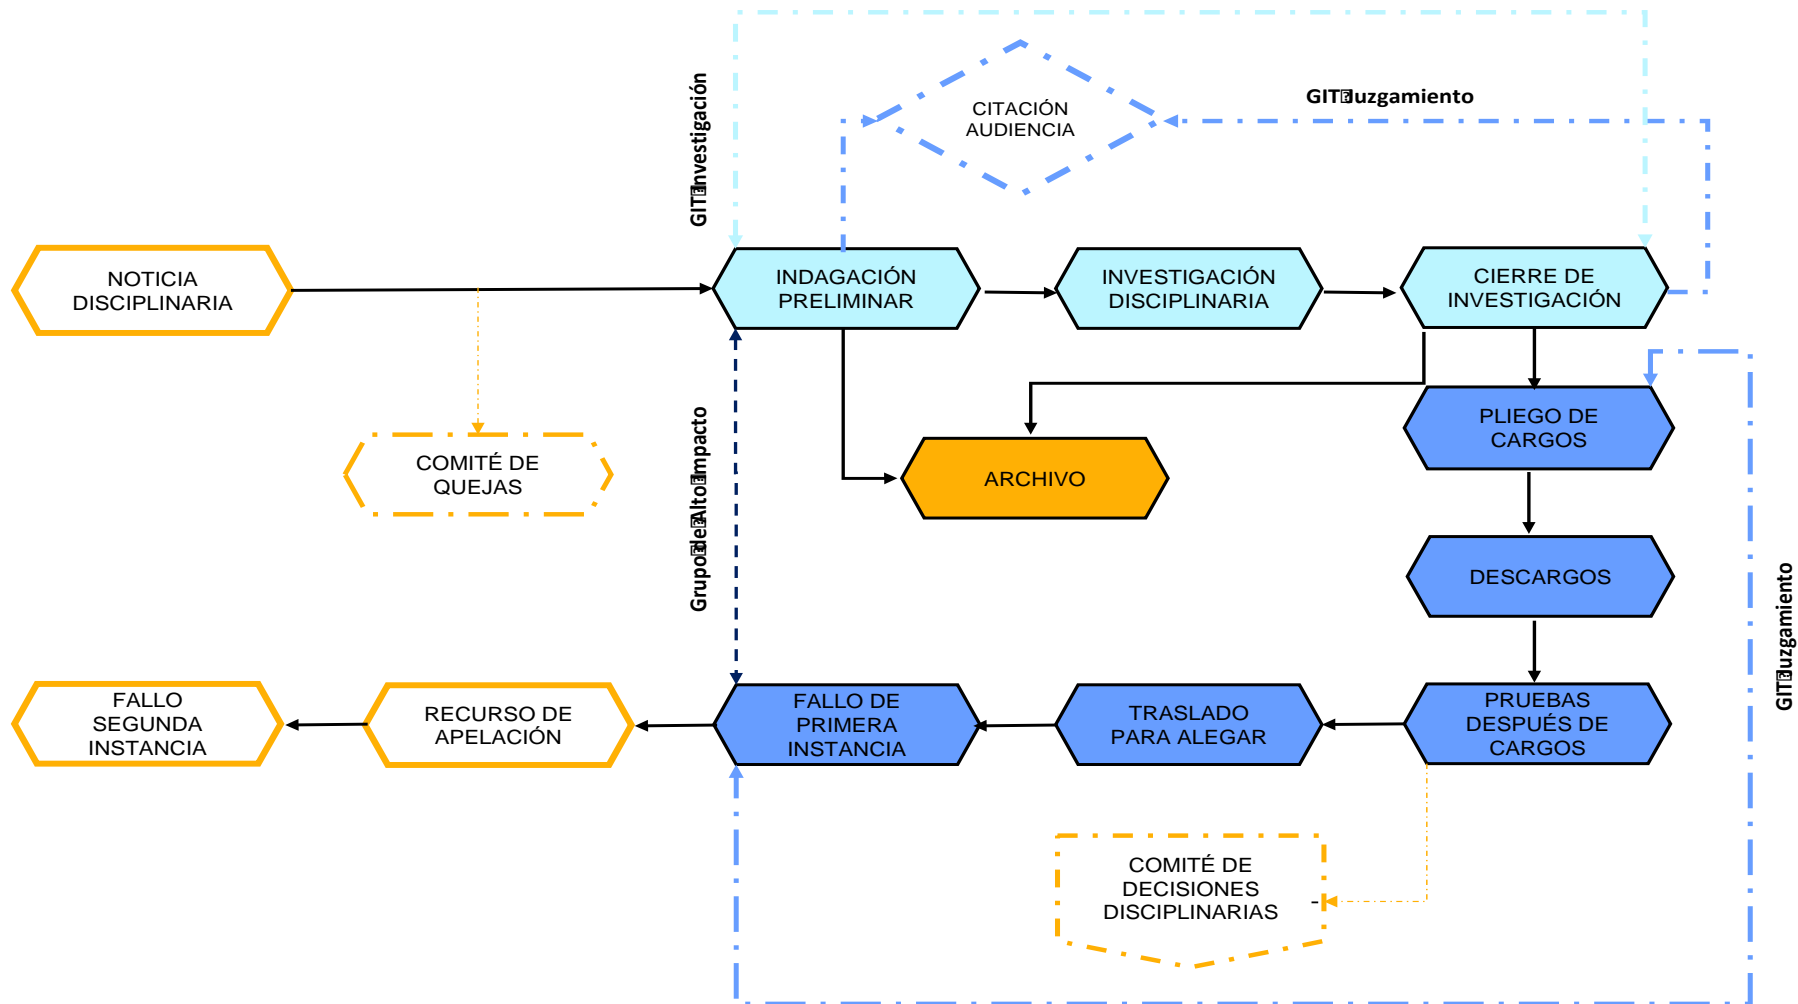 GIT Investigación
CITACIÓN
AUDIENCIA
GIT Juzgamiento
NOTICIA
DISCIPLINARIA
INDAGACIÓN
PRELIMINAR
INVESTIGACIÓN
DISCIPLINARIA
CIERRE DE
INVESTIGACIÓN
COMITÉ DE
QUEJAS
Grupo de Alto Impacto
ARCHIVO
PLIEGO DE
CARGOS
DESCARGOS
GIT Juzgamiento
FALLO
SEGUNDA
INSTANCIA
RECURSO DE
APELACIÓN
FALLO DE
PRIMERA
INSTANCIA
TRASLADO
PARA ALEGAR
PRUEBAS
DESPUÉS DE
CARGOS
COMITÉ DE
DECISIONES
DISCIPLINARIAS